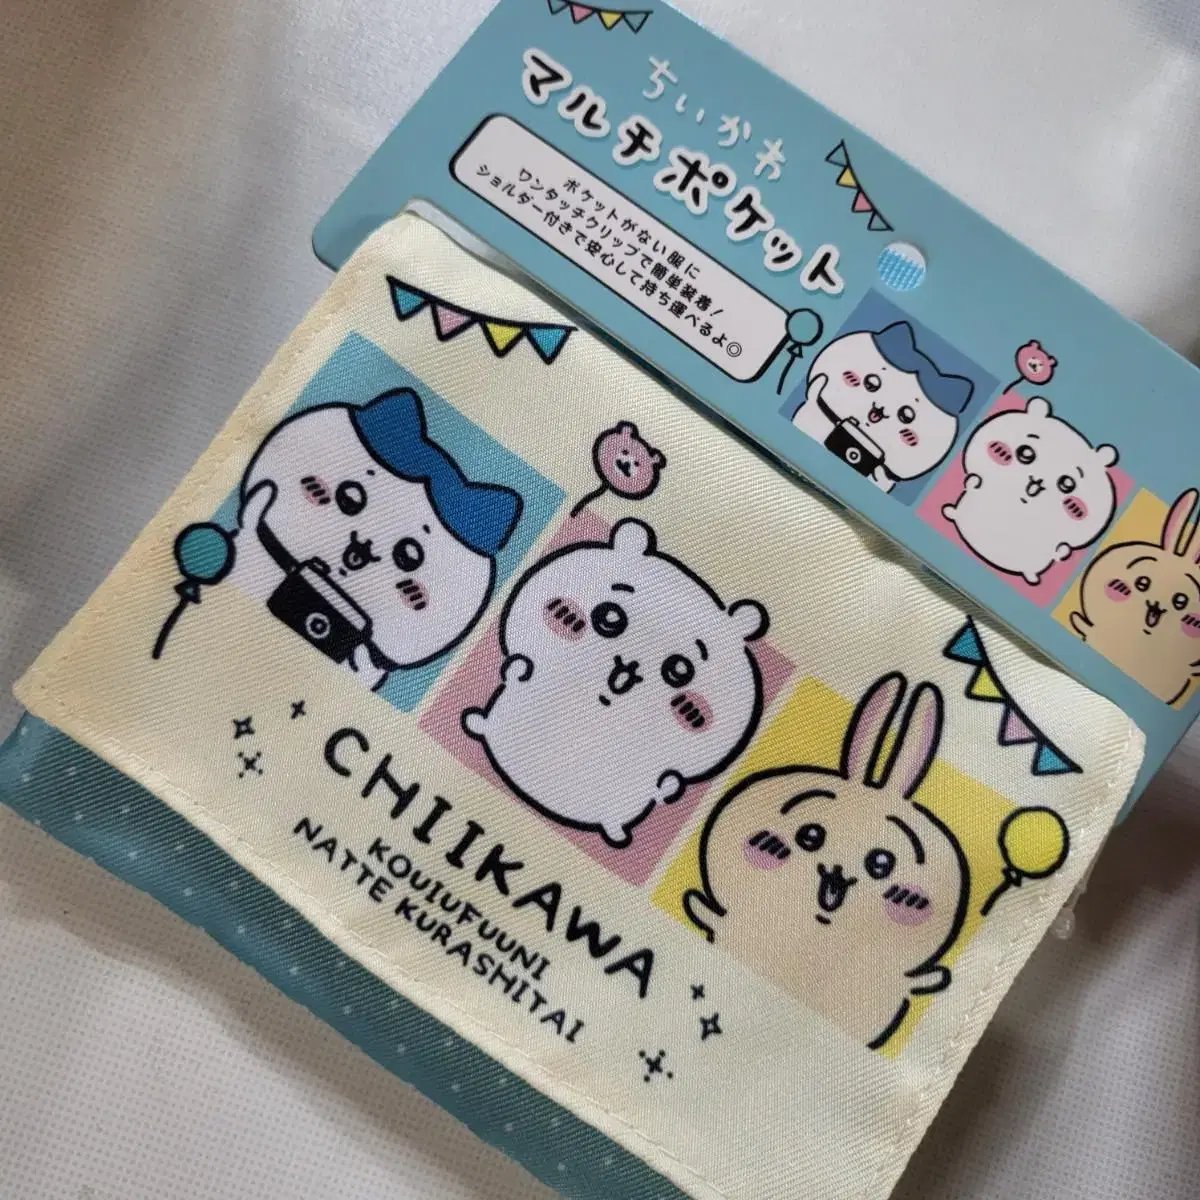 ちいかわ
マルチポケット
ポケットがない服に
ワンタッチクリップで簡単装着！
ショルダー付きで安心して持ち運べるよ◎
CHIIKAWA
KOUIUFUUNI
NATTE KURASHITAI